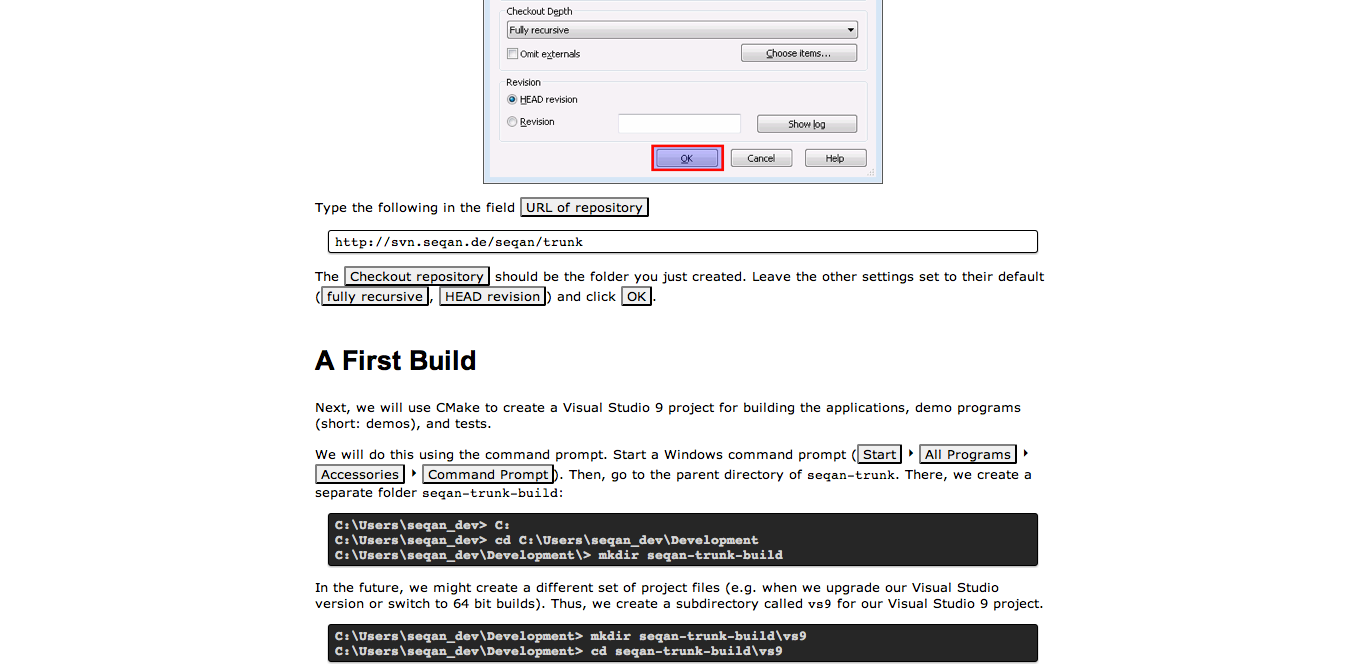 Checkout Depth
Fully recursive
Omit externals
Choose items...
Revision
HEAD revision
Revision
Show log
OK
Cancel
Help
Type the following in the field URL of repository
http://svn.seqan.de/seqan/trunk
The Checkout repository should be the folder you just created. Leave the other settings set to their default
(fully recursive, HEAD revision) and click OK.
A First Build
Next, we will use CMake to create a Visual Studio 9 project for building the applications, demo programs
(short: demos), and tests.
We will do this using the command prompt. Start a Windows command prompt (Start ‣ All Programs ‣
Accessories ‣ Command Prompt). Then, go to the parent directory of seqan-trunk. There, we create a
separate folder seqan-trunk-build:
C:\Users\seqan_dev> C:
C:\Users\seqan_dev> cd C:\Users\seqan_dev\Development
C:\Users\seqan_dev\Development\> mkdir seqan-trunk-build
In the future, we might create a different set of project files (e.g. when we upgrade our Visual Studio
version or switch to 64 bit builds). Thus, we create a subdirectory called vs9 for our Visual Studio 9 project.
C:\Users\seqan_dev\Development> mkdir seqan-trunk-build\vs9
C:\Users\seqan_dev\Development> cd seqan-trunk-build\vs9